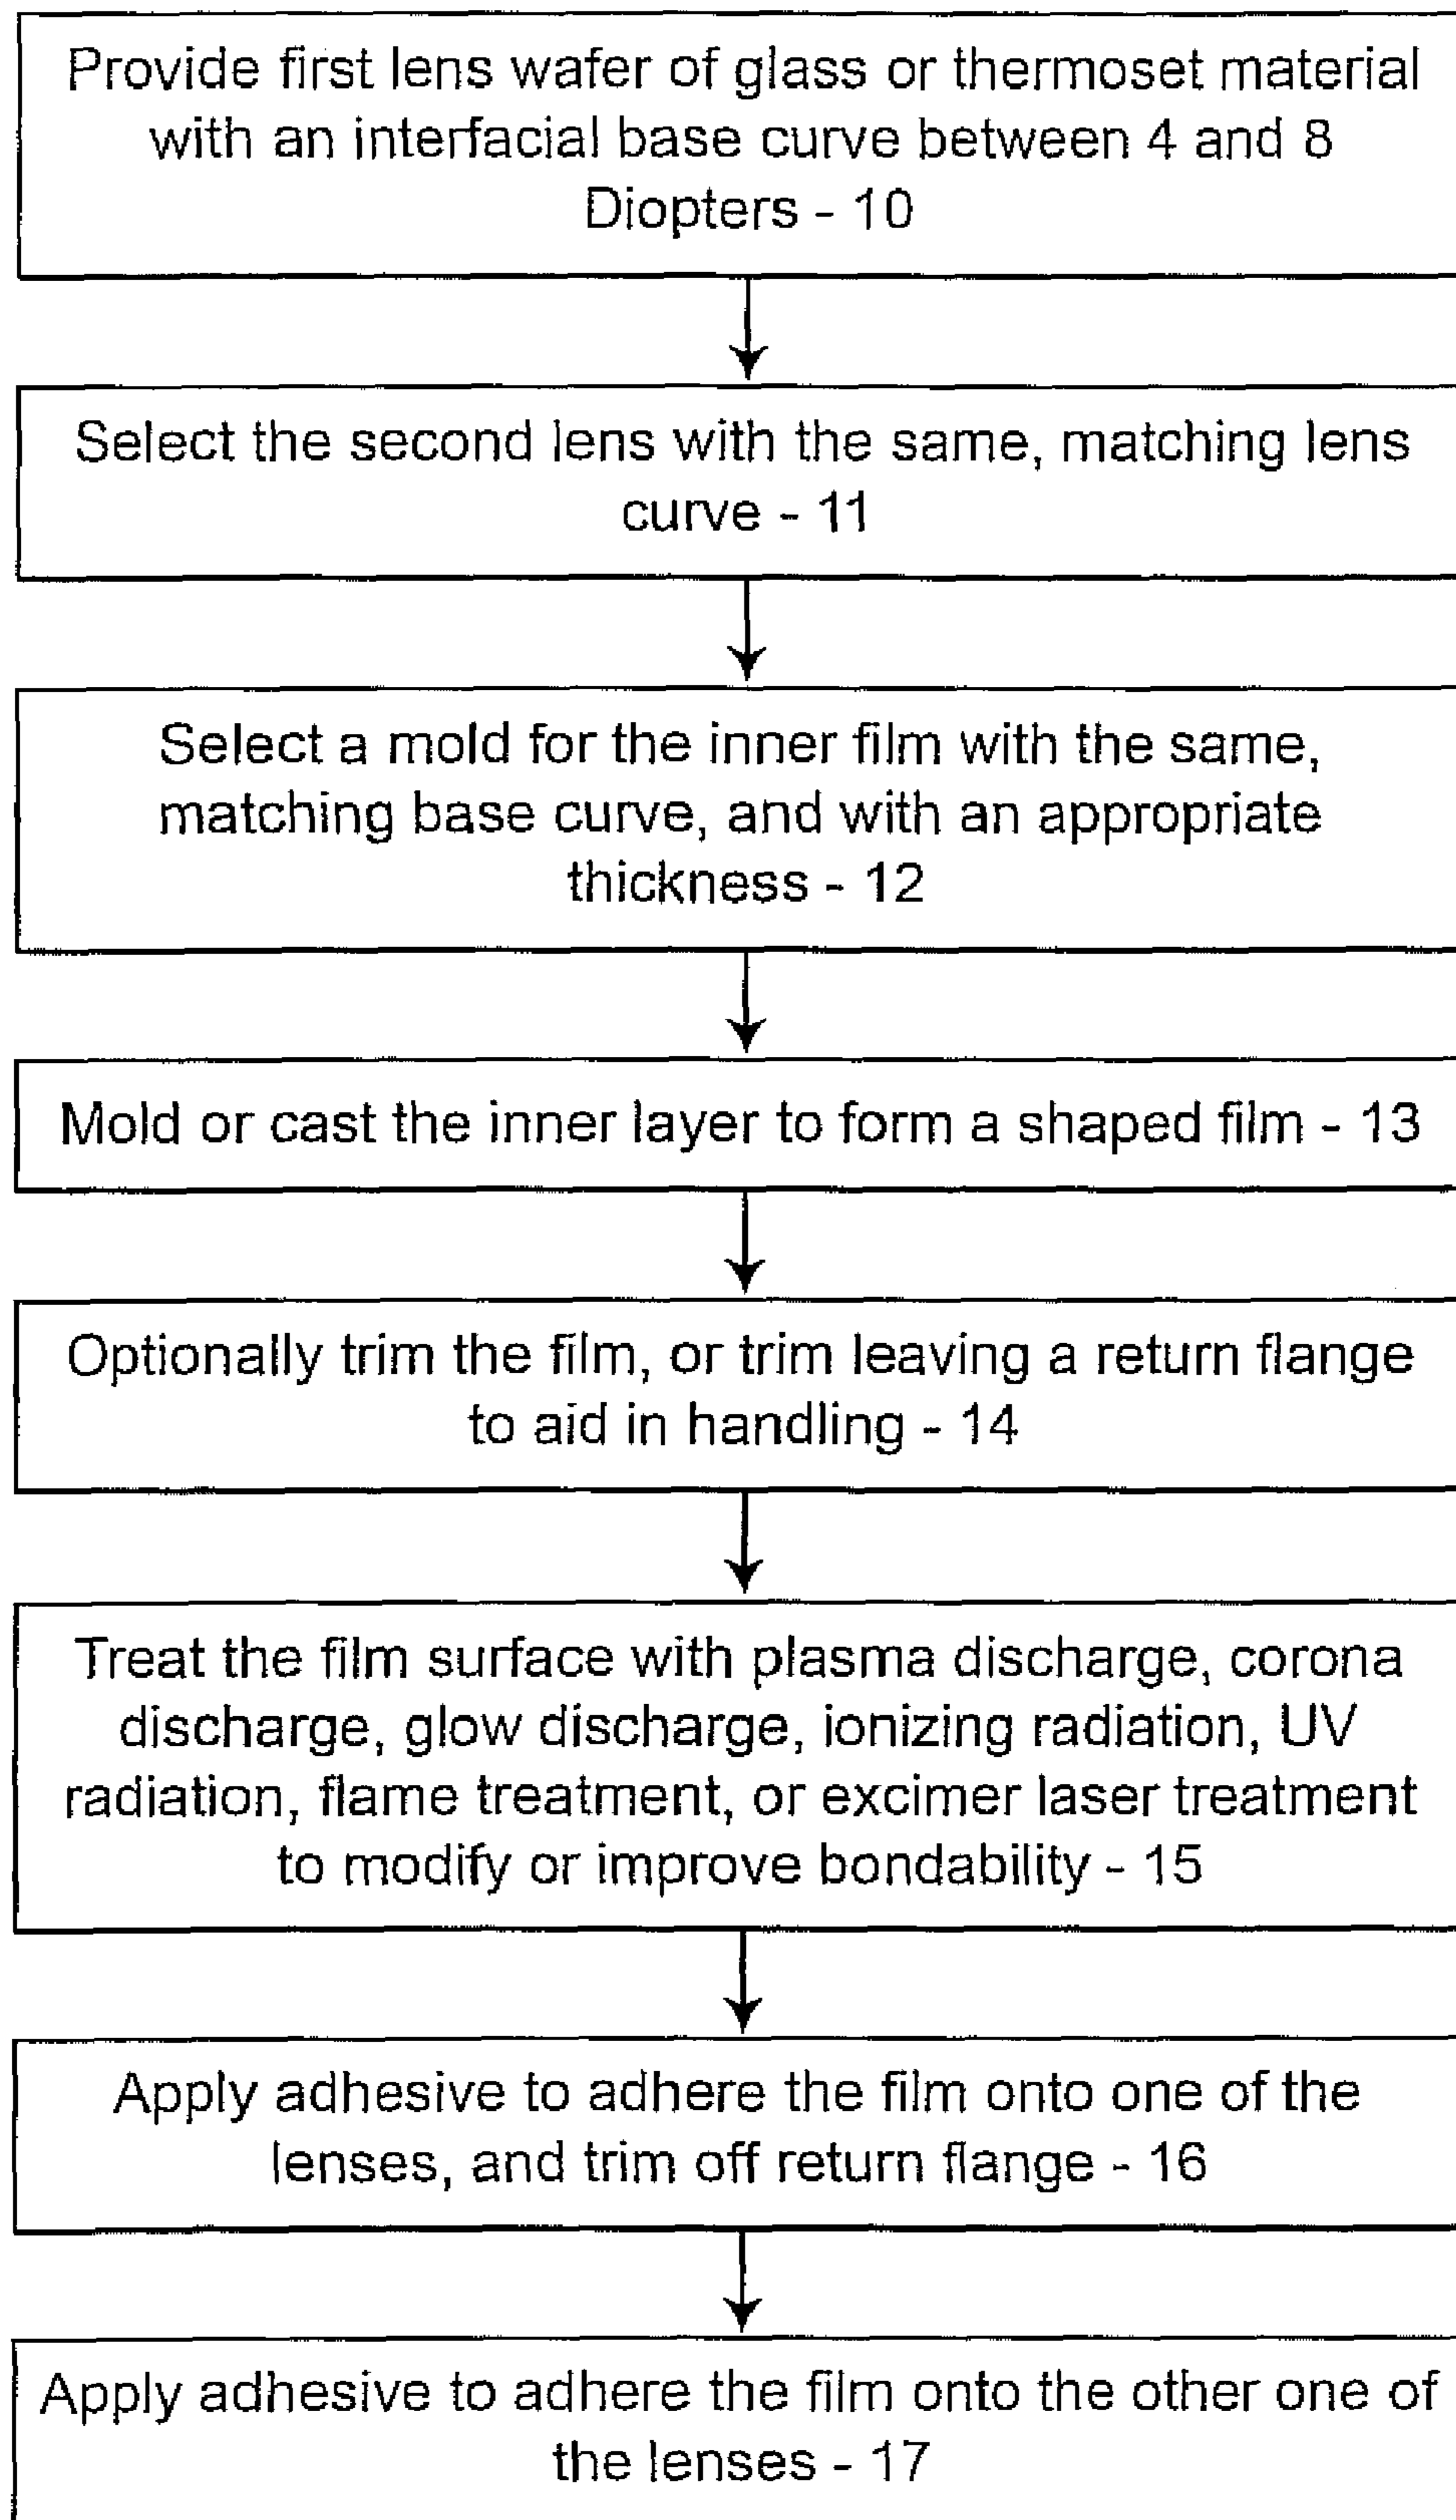 Provide first lens wafer of glass or thermoset material
with an interfacial base curve between 4 and 8
Diopters - 10
Select the second lens with the same, matching lens
curve - 11
Select a mold for the inner film with the same,
matching base curve, and with an appropriate
thickness - 12
Mold or cast the inner layer to form a shaped film - 13
Optionally trim the film, or trim leaving a return flange
to aid in handling - 14
Treat the film surface with plasma discharge, corona
discharge, glow discharge, ionizing radiation, UV
radiation, flame treatment, or excimer laser treatment
to modify or improve bondability - 15
Apply adhesive to adhere the film onto one of the
lenses, and trim off return flange - 16
Apply adhesive to adhere the film onto the other one of
the lenses - 17